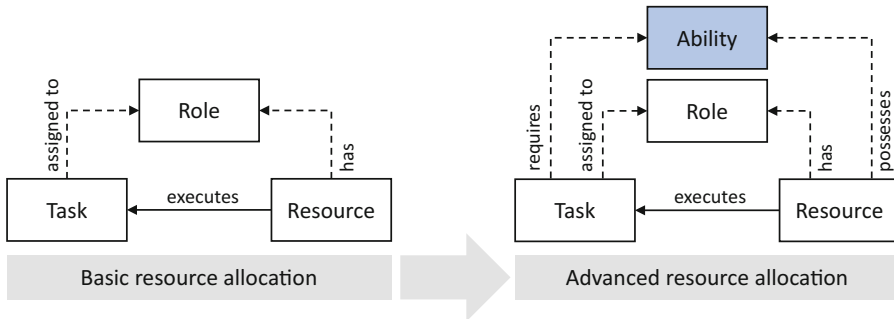 Role
assigned to
has
Task
executes
Resource
Basic resource allocation
Ability
Role
requires
assigned to
has
possesses
Task
executes
Resource
Advanced resource allocation